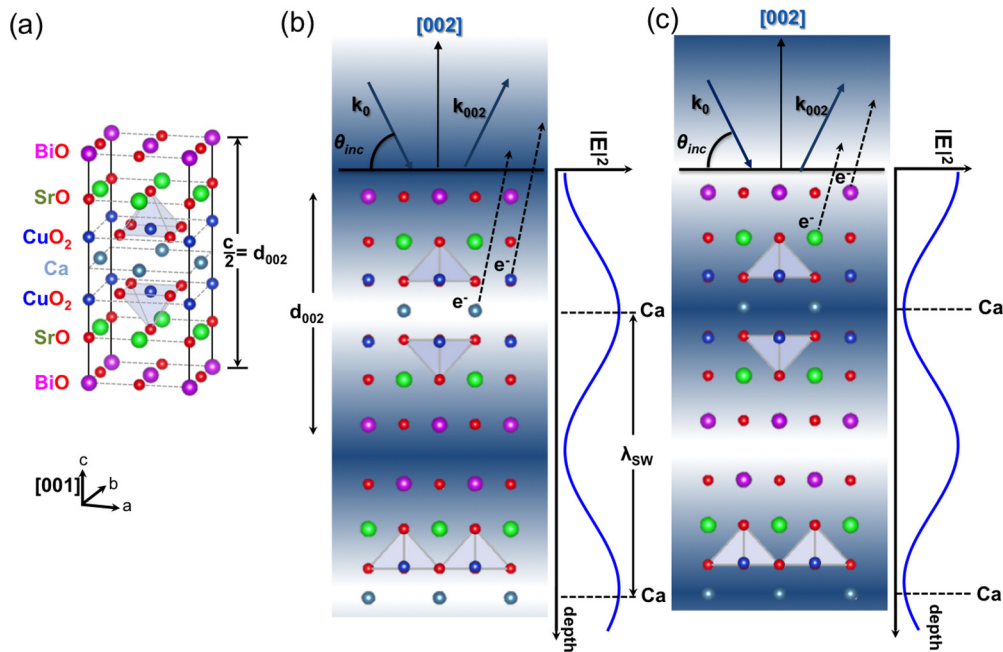 (a)
BiO
SrO
CuO2
Ca
CuO2
SrO
BiO
c/2 = d002
[001]
c
b
a
(b)
[002]
k0
k002
θinc
|E|²
e-
e-
d002
Ca
λSW
Ca
depth
(c)
[002]
k0
k002
θinc
|E|²
e-
e-
Ca
Ca
depth